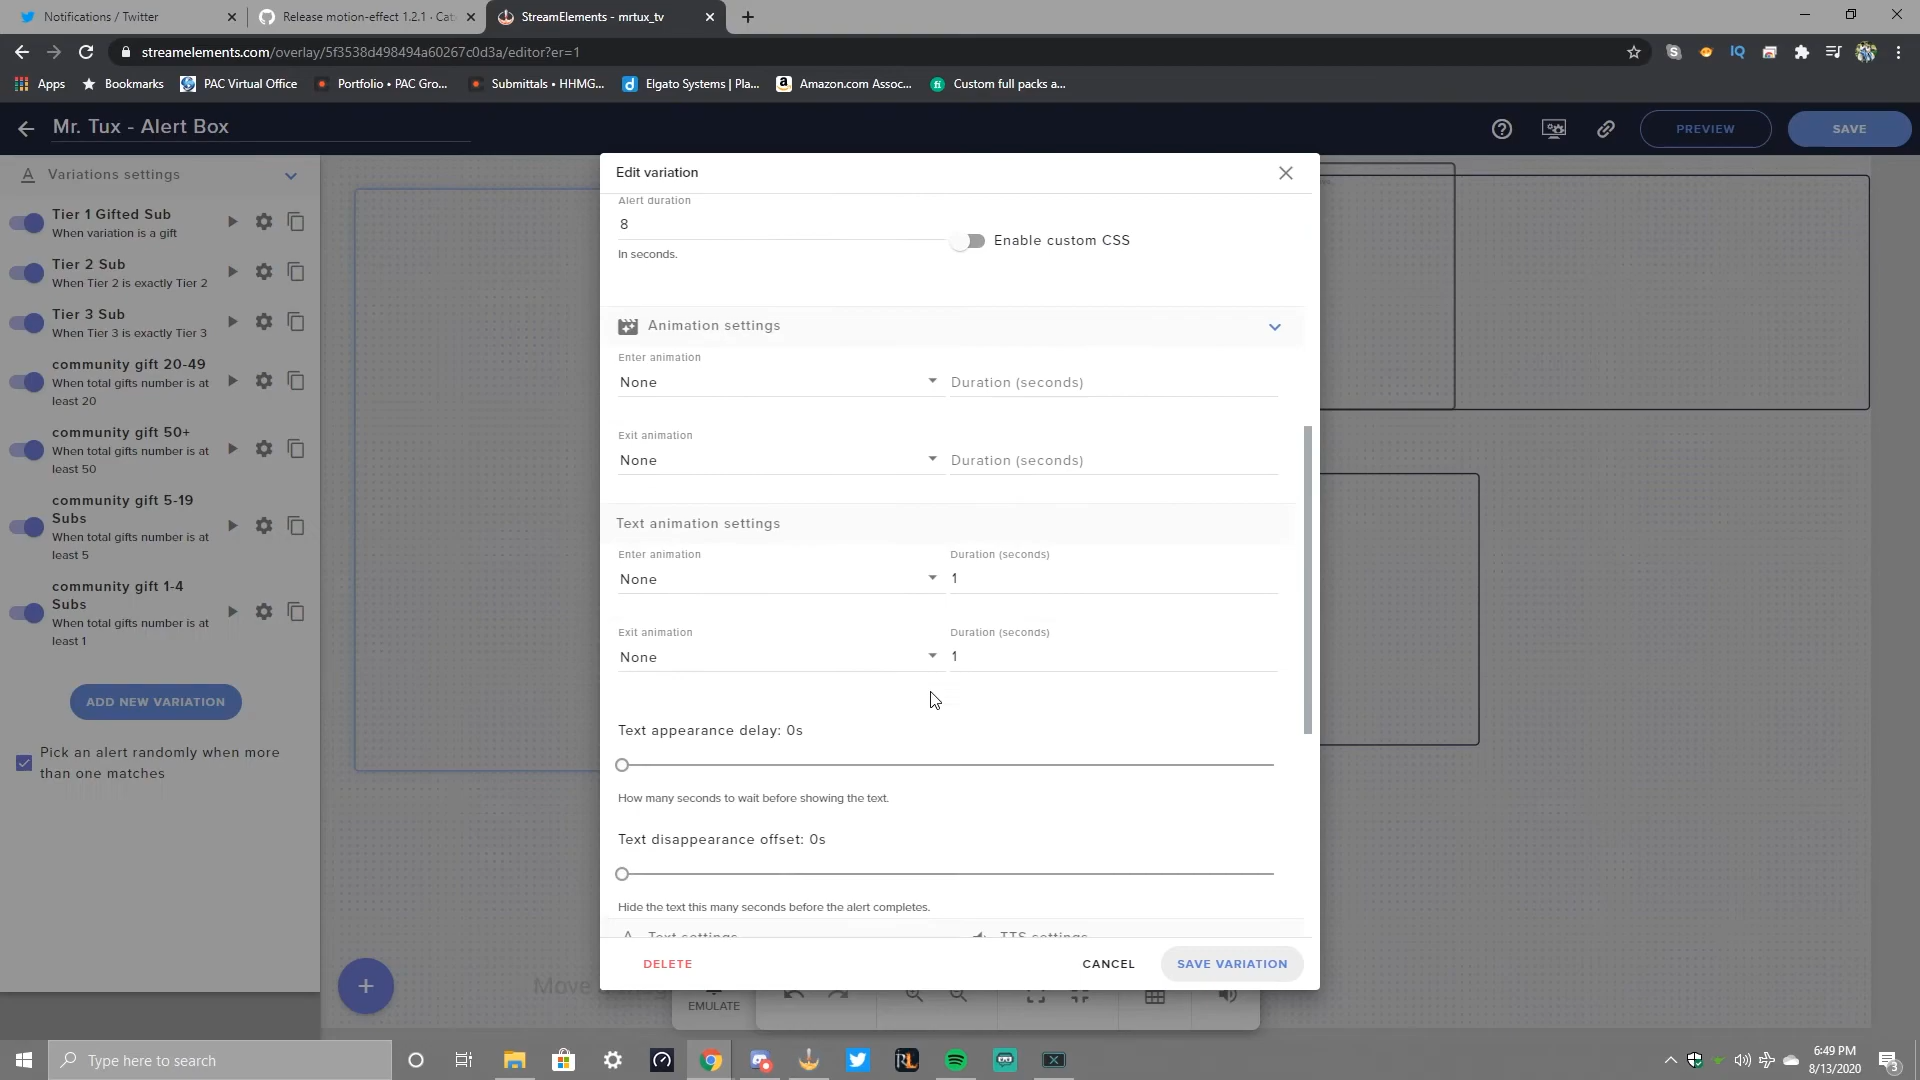 Notifications / Twitter
Release motion-effect 1.2.1 · Cat
StreamElements - mrtux_tv
streamelements.com/overlay/5f3538d498494a60267c0d3a/editor?er=1
Apps
Bookmarks
PAC Virtual Office
Portfolio • PAC Gro...
Submittals • HHMG...
Elgato Systems | Pla...
Amazon.com Assoc...
Custom full packs a...
Mr. Tux - Alert Box
PREVIEW
SAVE
Variations settings
Tier 1 Gifted Sub
When variation is a gift
Tier 2 Sub
When Tier 2 is exactly Tier 2
Tier 3 Sub
When Tier 3 is exactly Tier 3
community gift 20-49
When total gifts number is at
least 20
community gift 50+
When total gifts number is at
least 50
community gift 5-19
Subs
When total gifts number is at
least 5
community gift 1-4
Subs
When total gifts number is at
least 1
ADD NEW VARIATION
Pick an alert randomly when more
than one matches
Edit variation
Alert duration
8
In seconds.
Enable custom CSS
Animation settings
Enter animation
None
Duration (seconds)
Exit animation
None
Duration (seconds)
Text animation settings
Enter animation
None
Duration (seconds)
1
Exit animation
None
Duration (seconds)
1
Text appearance delay: 0s
How many seconds to wait before showing the text.
Text disappearance offset: 0s
Hide the text this many seconds before the alert completes.
Text settings
TTS settings
DELETE
CANCEL
SAVE VARIATION
Move
EMULATE
Type here to search
6:49 PM
8/13/2020
3